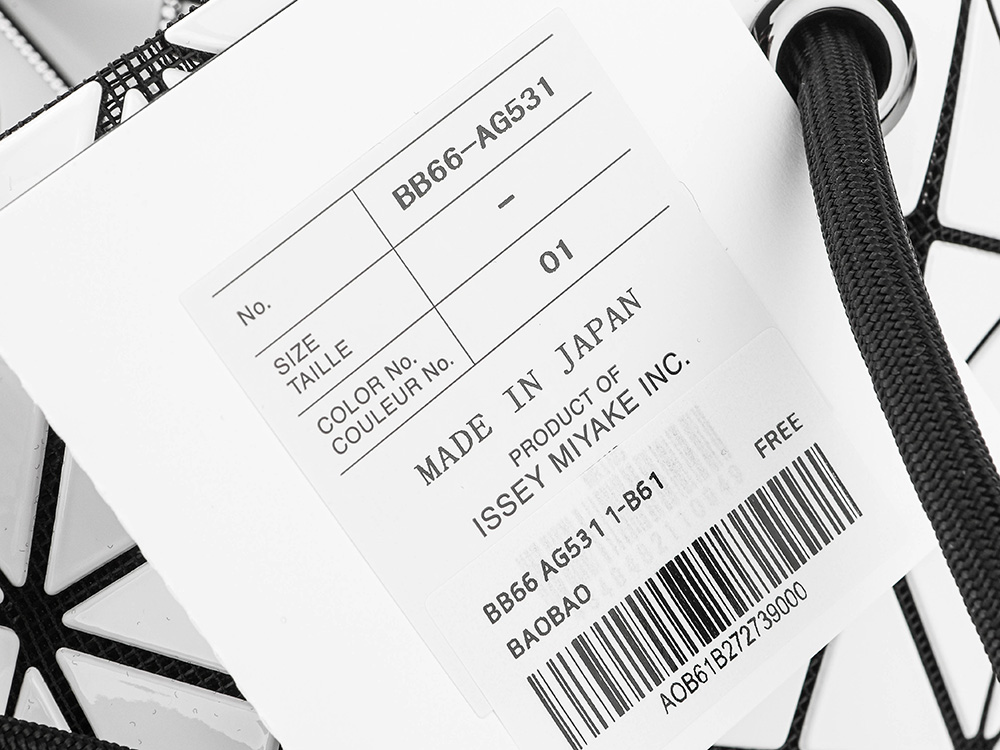 No. BB66-AG531
SIZE
TAILLE -
COLOR No.
COULEUR No. 01
MADE IN JAPAN
PRODUCT OF
ISSEY MIYAKE INC.
BB66 AG531 1-B61 FREE
BAOBAO
AOB61B272739000